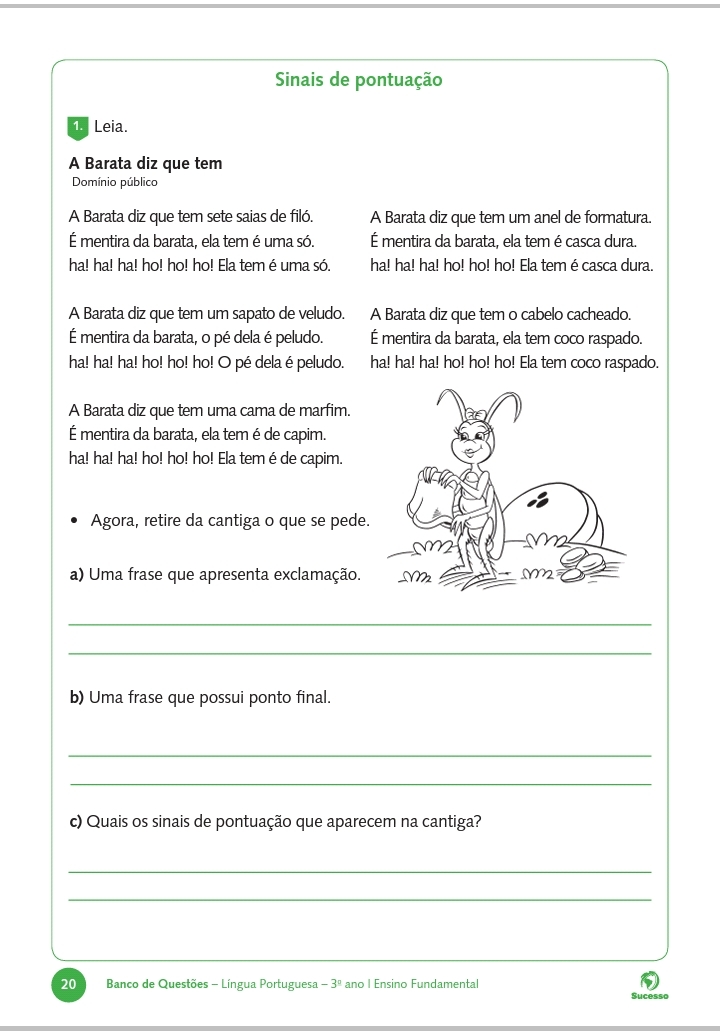 Sinais de pontuação
1. Leia.
A Barata diz que tem
Domínio público
A Barata diz que tem sete saias de filó.
É mentira da barata, ela tem é uma só.
ha! ha! ha! ho! ho! ho! Ela tem é uma só.
A Barata diz que tem um sapato de veludo.
É mentira da barata, o pé dela é peludo.
ha! ha! ha! ho! ho! ho! O pé dela é peludo.
A Barata diz que tem uma cama de marfim.
É mentira da barata, ela tem é de capim.
ha! ha! ha! ho! ho! ho! Ela tem é de capim.
A Barata diz que tem um anel de formatura.
É mentira da barata, ela tem é casca dura.
ha! ha! ha! ho! ho! ho! Ela tem é casca dura.
A Barata diz que tem o cabelo cacheado.
É mentira da barata, ela tem coco raspado.
ha! ha! ha! ho! ho! ho! Ela tem coco raspado.
• Agora, retire da cantiga o que se pede.
a) Uma frase que apresenta exclamação.
b) Uma frase que possui ponto final.
c) Quais os sinais de pontuação que aparecem na cantiga?
20 Banco de Questões – Língua Portuguesa – 3º ano | Ensino Fundamental
Sucesso